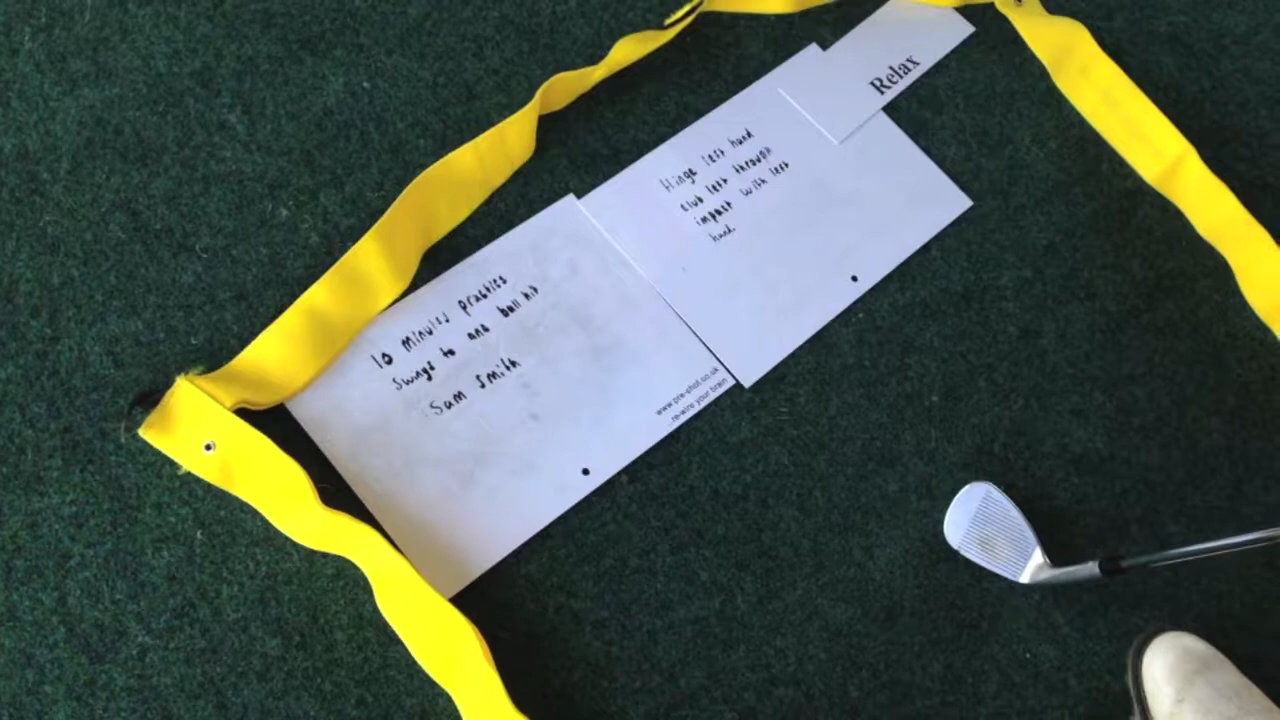 Relax
Hinge left hand
club left through
impact with left
hand.
10 minutes practice
swings to one ball hit
Sam Smith
www.pre-shot.co.uk
...re-wire your brain